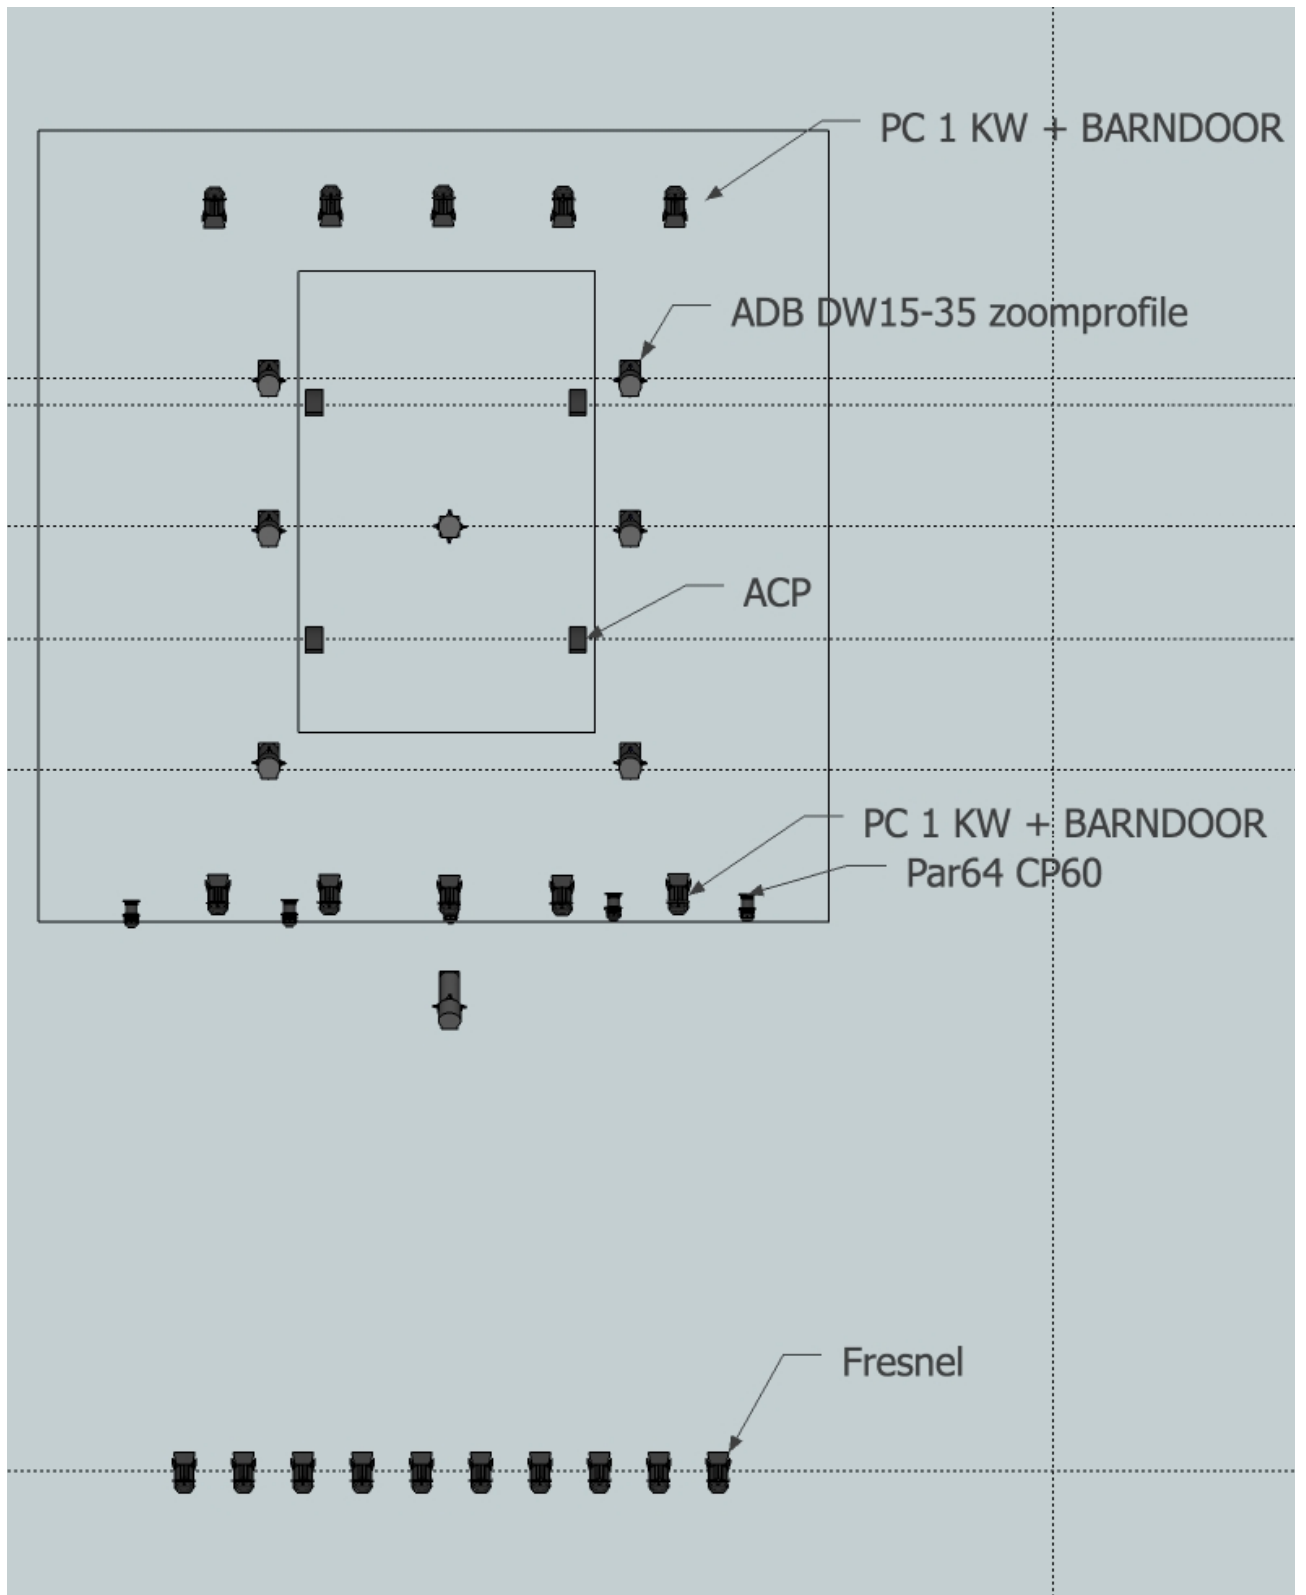 PC 1 KW + BARNDOOR
ADB DW15-35 zoomprofile
ACP
PC 1 KW + BARNDOOR
Par64 CP60
Fresnel